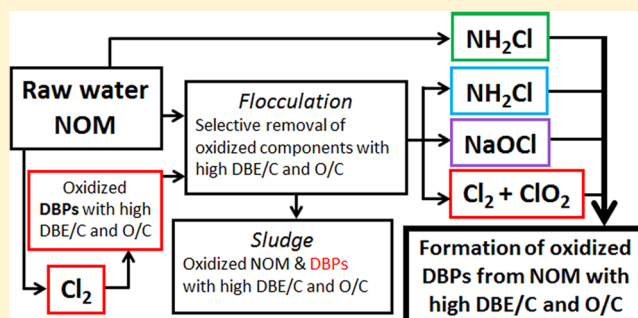 Raw water
NOM
Cl₂
Oxidized
DBPs with high
DBE/C and O/C
Flocculation
Selective removal of
oxidized components with
high DBE/C and O/C
Sludge
Oxidized NOM & DBPs
with high DBE/C and O/C
NH₂Cl
NH₂Cl
NaOCl
Cl₂ + ClO₂
Formation of oxidized
DBPs from NOM with
high DBE/C and O/C